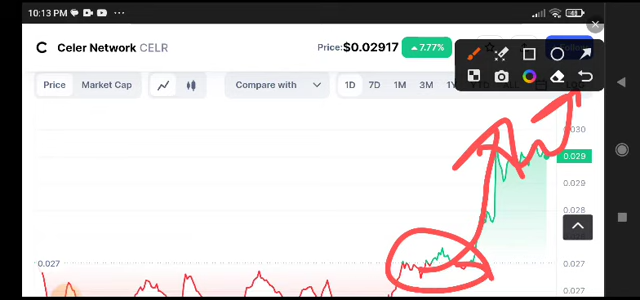 10:13 PM
Celer Network CELR
Price: $0.02917
7.77%
Price
Market Cap
Compare with
1D
7D
1M
3M
0.030
0.029
0.029
0.028
0.027
0.027
0.027